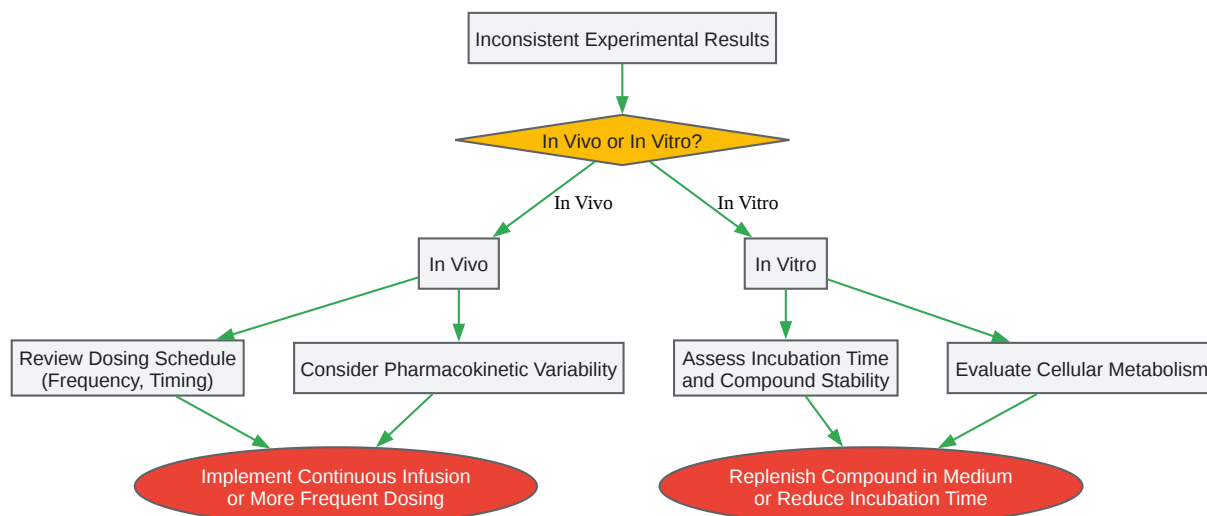 Inconsistent Experimental Results
In Vivo or In Vitro?
In Vivo
In Vitro
In Vivo
In Vitro
Review Dosing Schedule
(Frequency, Timing)
Consider Pharmacokinetic Variability
Assess Incubation Time
and Compound Stability
Evaluate Cellular Metabolism
Implement Continuous Infusion
or More Frequent Dosing
Replenish Compound in Medium
or Reduce Incubation Time